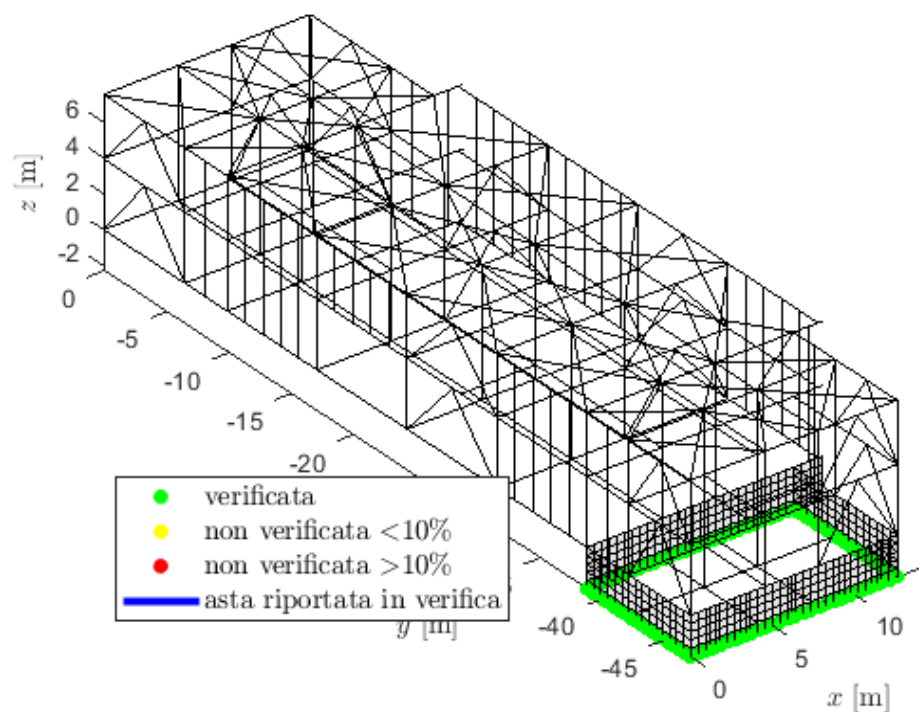 6
4
2
0
-2
z [m]
0
-5
-10
-15
-20
verificata
non verificata <10%
non verificata >10%
asta riportata in verifica
y [m]
-40
-45
0
5
10
x [m]